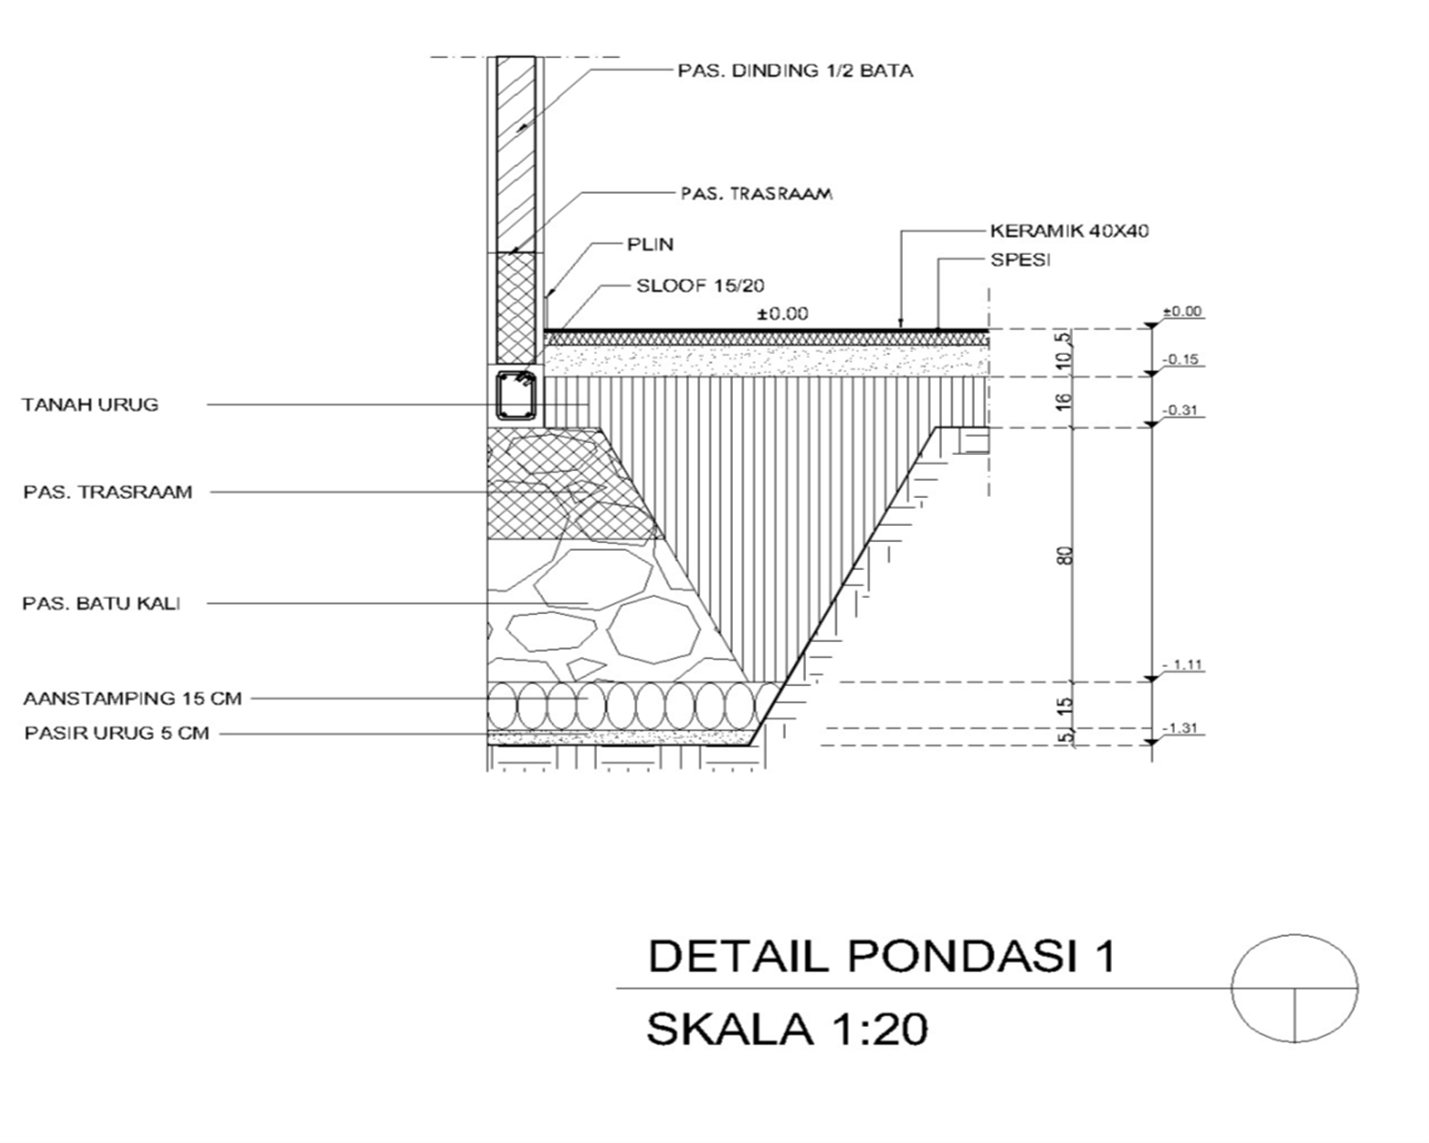 PAS. DINDING 1/2 BATA
PAS. TRASRAAM
PLIN
KERAMIK 40X40
SPESI
SLOOF 15/20
±0.00
±0.00
5
10
-0.15
TANAH URUG
16
-0.31
PAS. TRASRAAM
80
PAS. BATU KALI
- 1.11
AANSTAMPING 15 CM
15
PASIR URUG 5 CM
5
-1.31
DETAIL PONDASI 1
SKALA 1:20